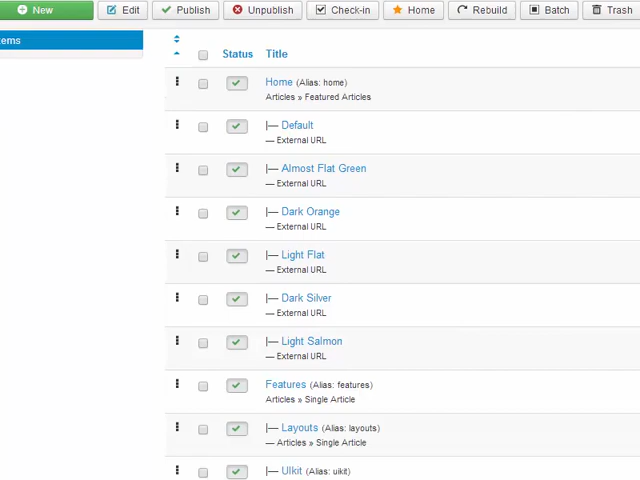 New Edit Publish Unpublish Check-in Home Rebuild Batch Trash
ems
Status Title
Home (Alias: home)
Articles » Featured Articles
|— Default
— External URL
|— Almost Flat Green
— External URL
|— Dark Orange
— External URL
|— Light Flat
— External URL
|— Dark Silver
— External URL
|— Light Salmon
— External URL
Features (Alias: features)
Articles » Single Article
|— Layouts (Alias: layouts)
— Articles » Single Article
|— UIkit (Alias: uikit)